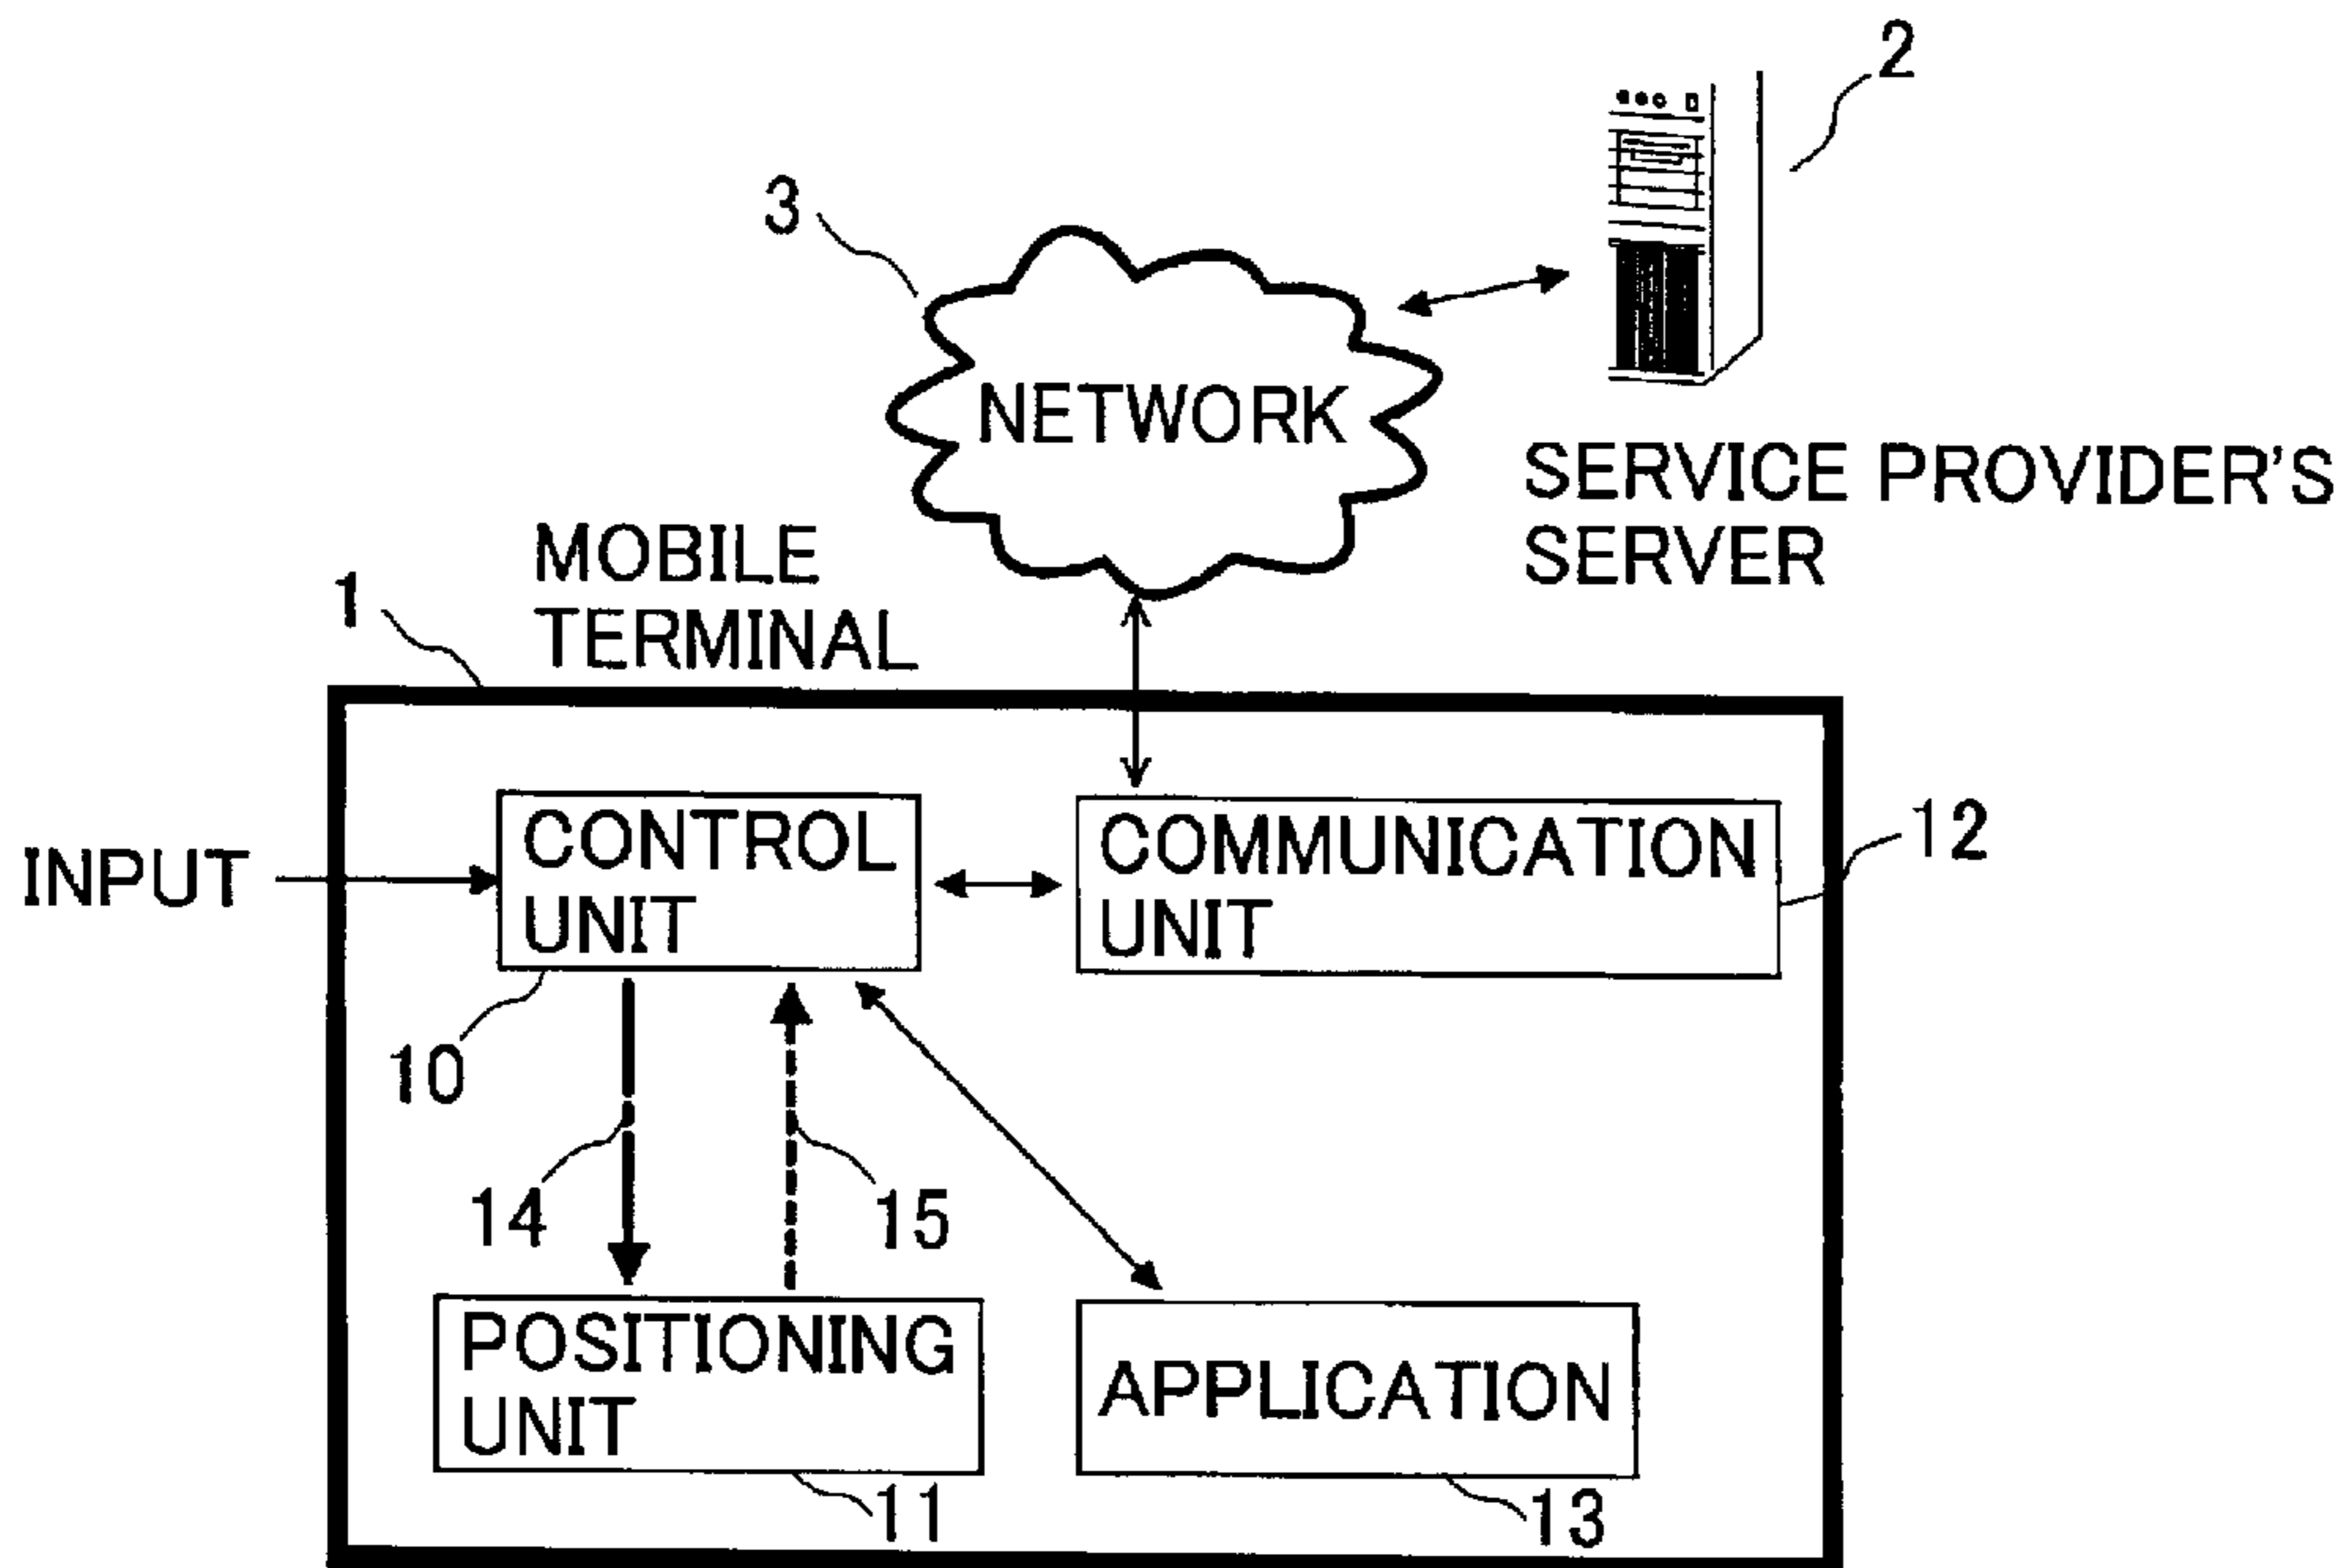 2
3
NETWORK
SERVICE PROVIDER'S
SERVER
MOBILE
TERMINAL
1
INPUT
CONTROL
UNIT
COMMUNICATION
UNIT
12
10
14
15
POSITIONING
UNIT
APPLICATION
11
13